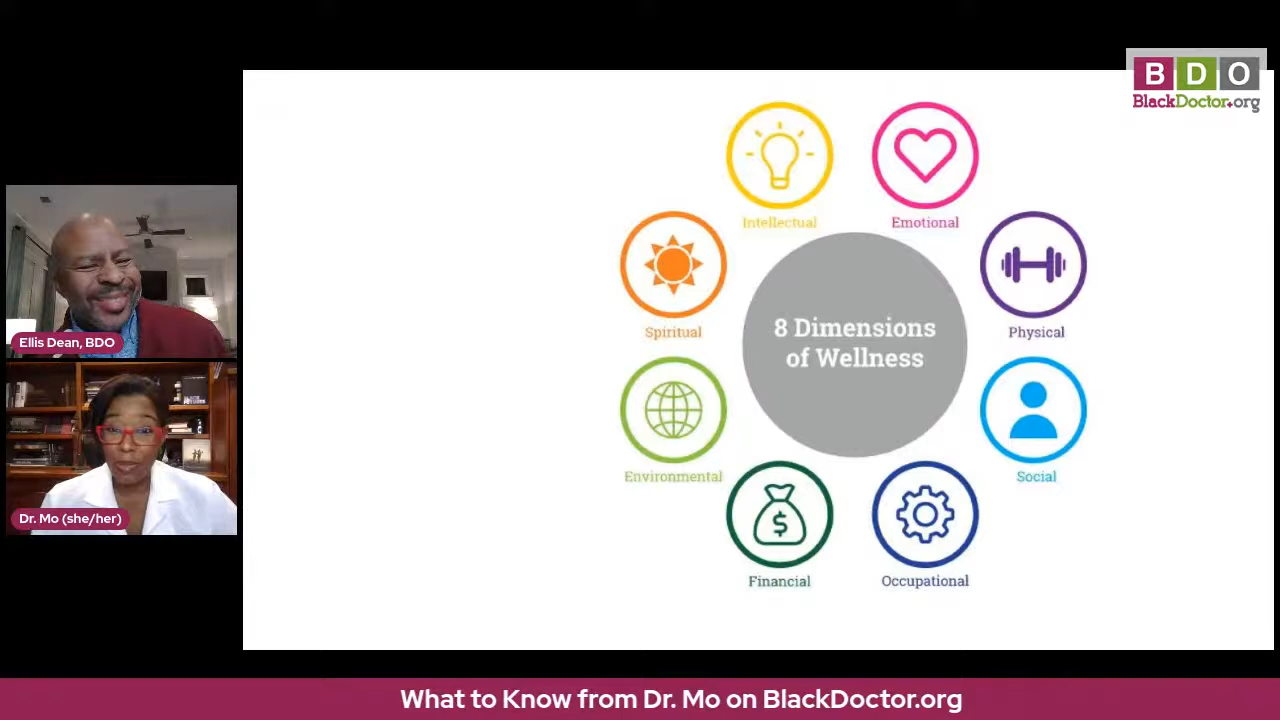 B D O
BlackDoctor.org
Intellectual
Emotional
Spiritual
Physical
8 Dimensions
of Wellness
Environmental
Social
$
Financial
Occupational
Ellis Dean, BDO
Dr. Mo (she/her)
What to Know from Dr. Mo on BlackDoctor.org